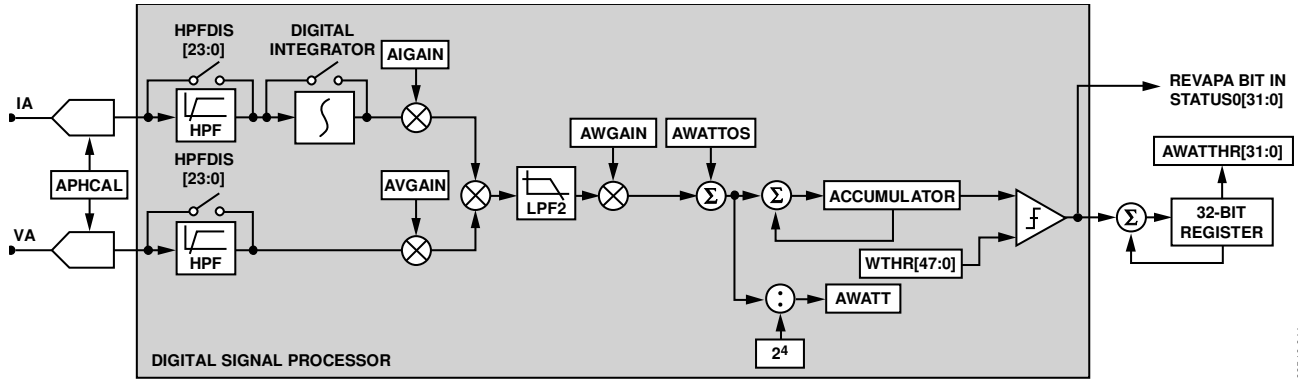 HPFDIS
[23:0]
DIGITAL
INTEGRATOR
AIGAIN
IA
HPF
REVAPA BIT IN
STATUS0[31:0]
AWATTHR[31:0]
APHCAL
HPFDIS
[23:0]
AVGAIN
LPF2
AWGAIN
AWATTOS
Σ
Σ
ACCUMULATOR
Σ
32-BIT
REGISTER
VA
HPF
WTHR[47:0]
:
AWATT
2⁴
DIGITAL SIGNAL PROCESSOR